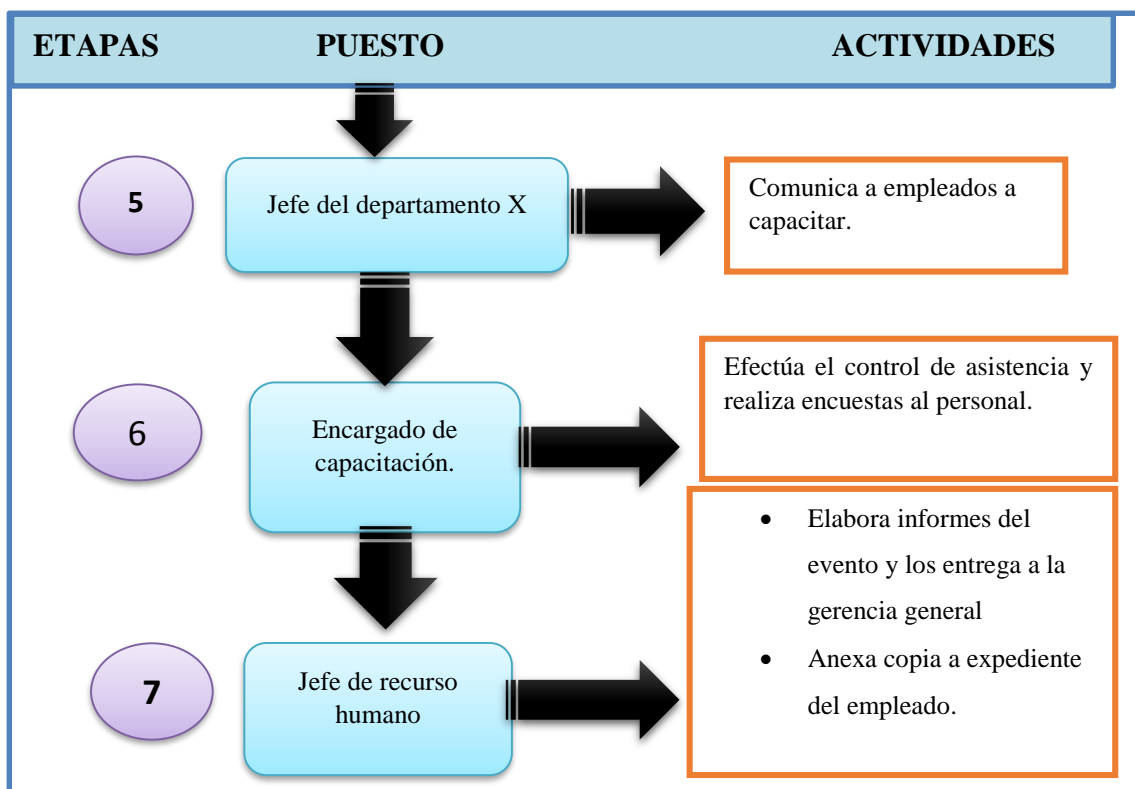 ETAPAS PUESTO ACTIVIDADES
5
Jefe del departamento X
Comunica a empleados a
capacitar.
6
Encargado de
capacitación.
Efectúa el control de asistencia y
realiza encuestas al personal.
7
Jefe de recurso
humano
• Elabora informes del
evento y los entrega a la
gerencia general
• Anexa copia a expediente
del empleado.